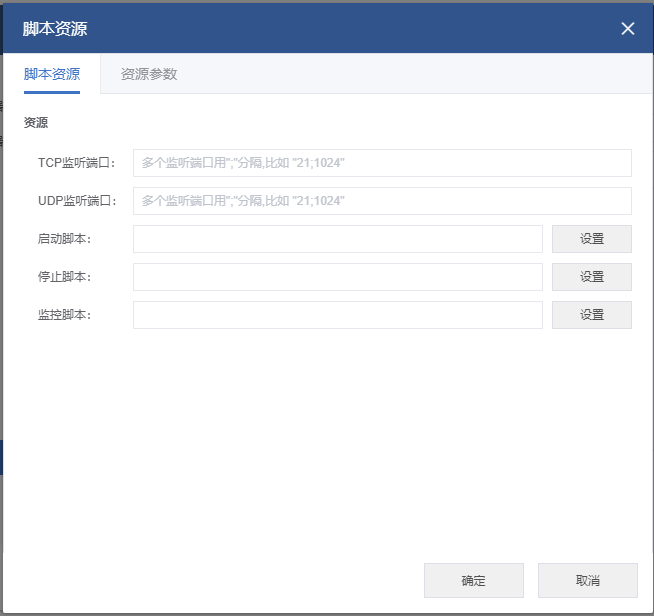 脚本资源
脚本资源 资源参数
资源
TCP监听端口: 多个监听端口用";"分隔,比如 "21;1024"
UDP监听端口: 多个监听端口用";"分隔,比如 "21;1024"
启动脚本: 设置
停止脚本: 设置
监控脚本: 设置
确定 取消